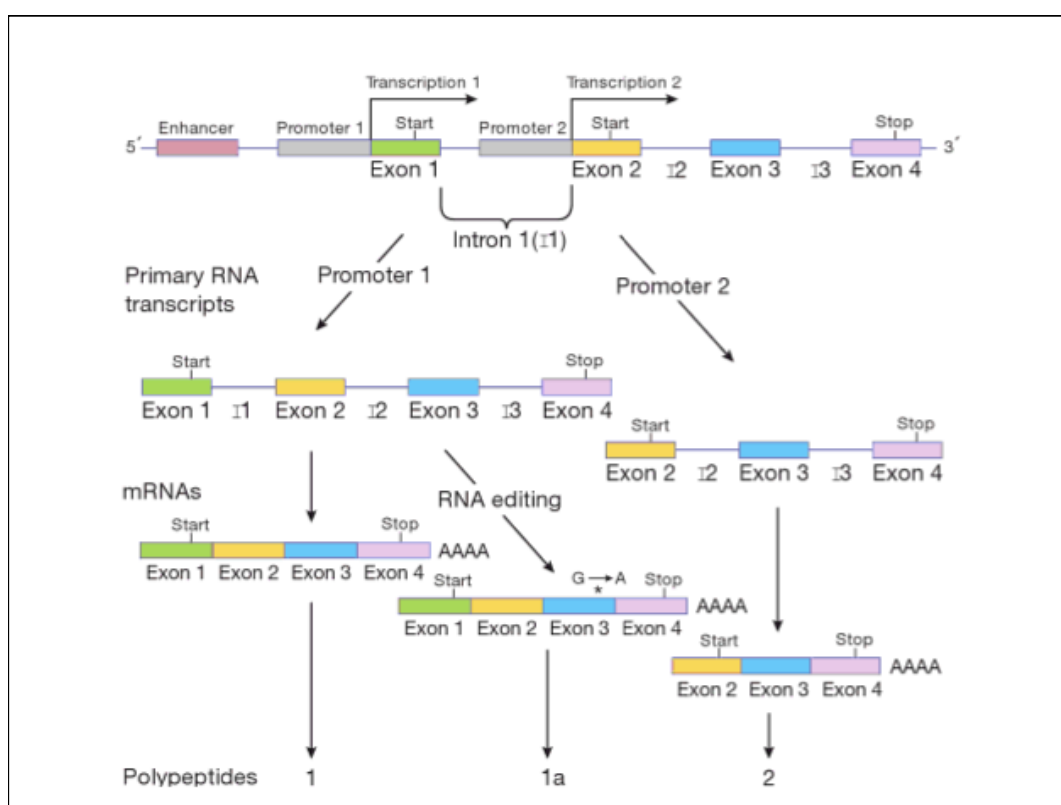 Transcription 1 Transcription 2
Enhancer Promoter 1 Start Promoter 2 Start Stop
5´ 3´
Exon 1 Exon 2 I2 Exon 3 I3 Exon 4
Intron 1(I1)
Primary RNA
transcripts
Promoter 1
Promoter 2
Start Stop
Exon 1 I1 Exon 2 I2 Exon 3 I3 Exon 4
Start Stop
Exon 2 I2 Exon 3 I3 Exon 4
mRNAs
RNA editing
Start Stop
AAAA
Exon 1 Exon 2 Exon 3 Exon 4
Start G A Stop
*
AAAA
Exon 1 Exon 2 Exon 3 Exon 4
Start Stop
AAAA
Exon 2 Exon 3 Exon 4
Polypeptides 1 1a 2